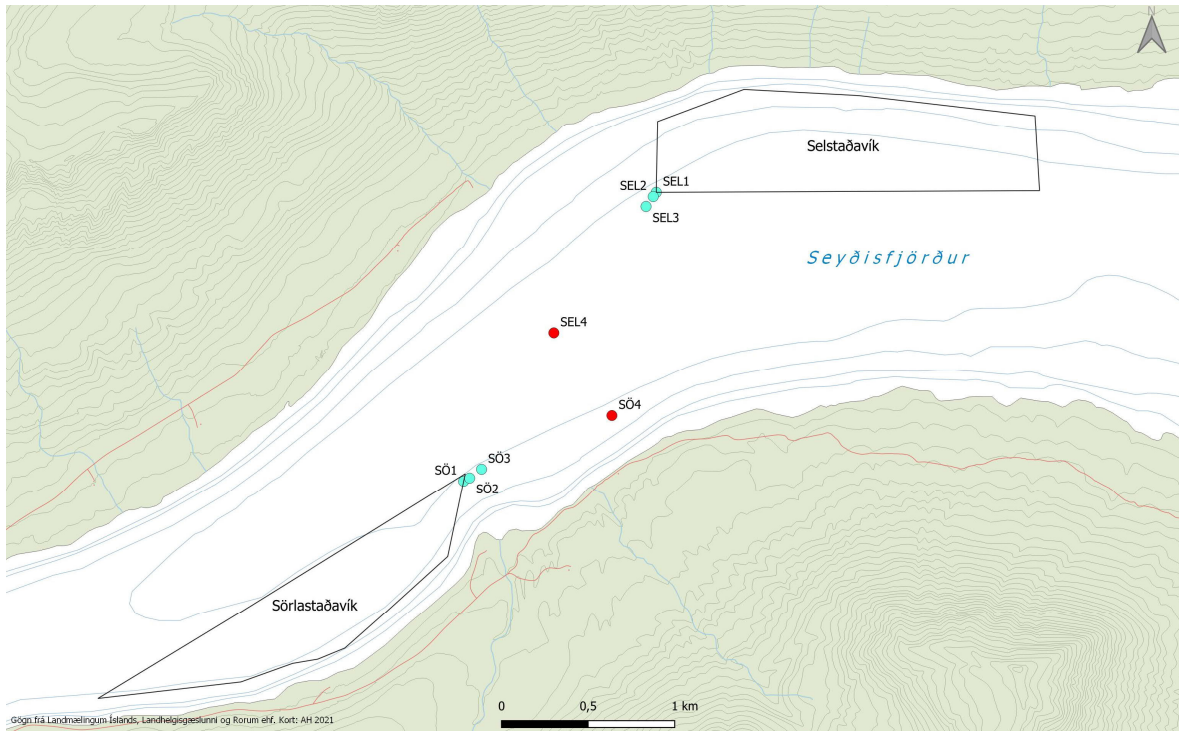 N
Selstaðavík
SEL2
SEL1
SEL3
Seyðisfjörður
SEL4
SÖ4
SÖ3
SÖ1
SÖ2
Sörlastaðavík
Gögn frá Landmælingum Íslands, Landhelgisgæslunni og Rorum ehf. Kort: AH 2021
0 0,5 1 km